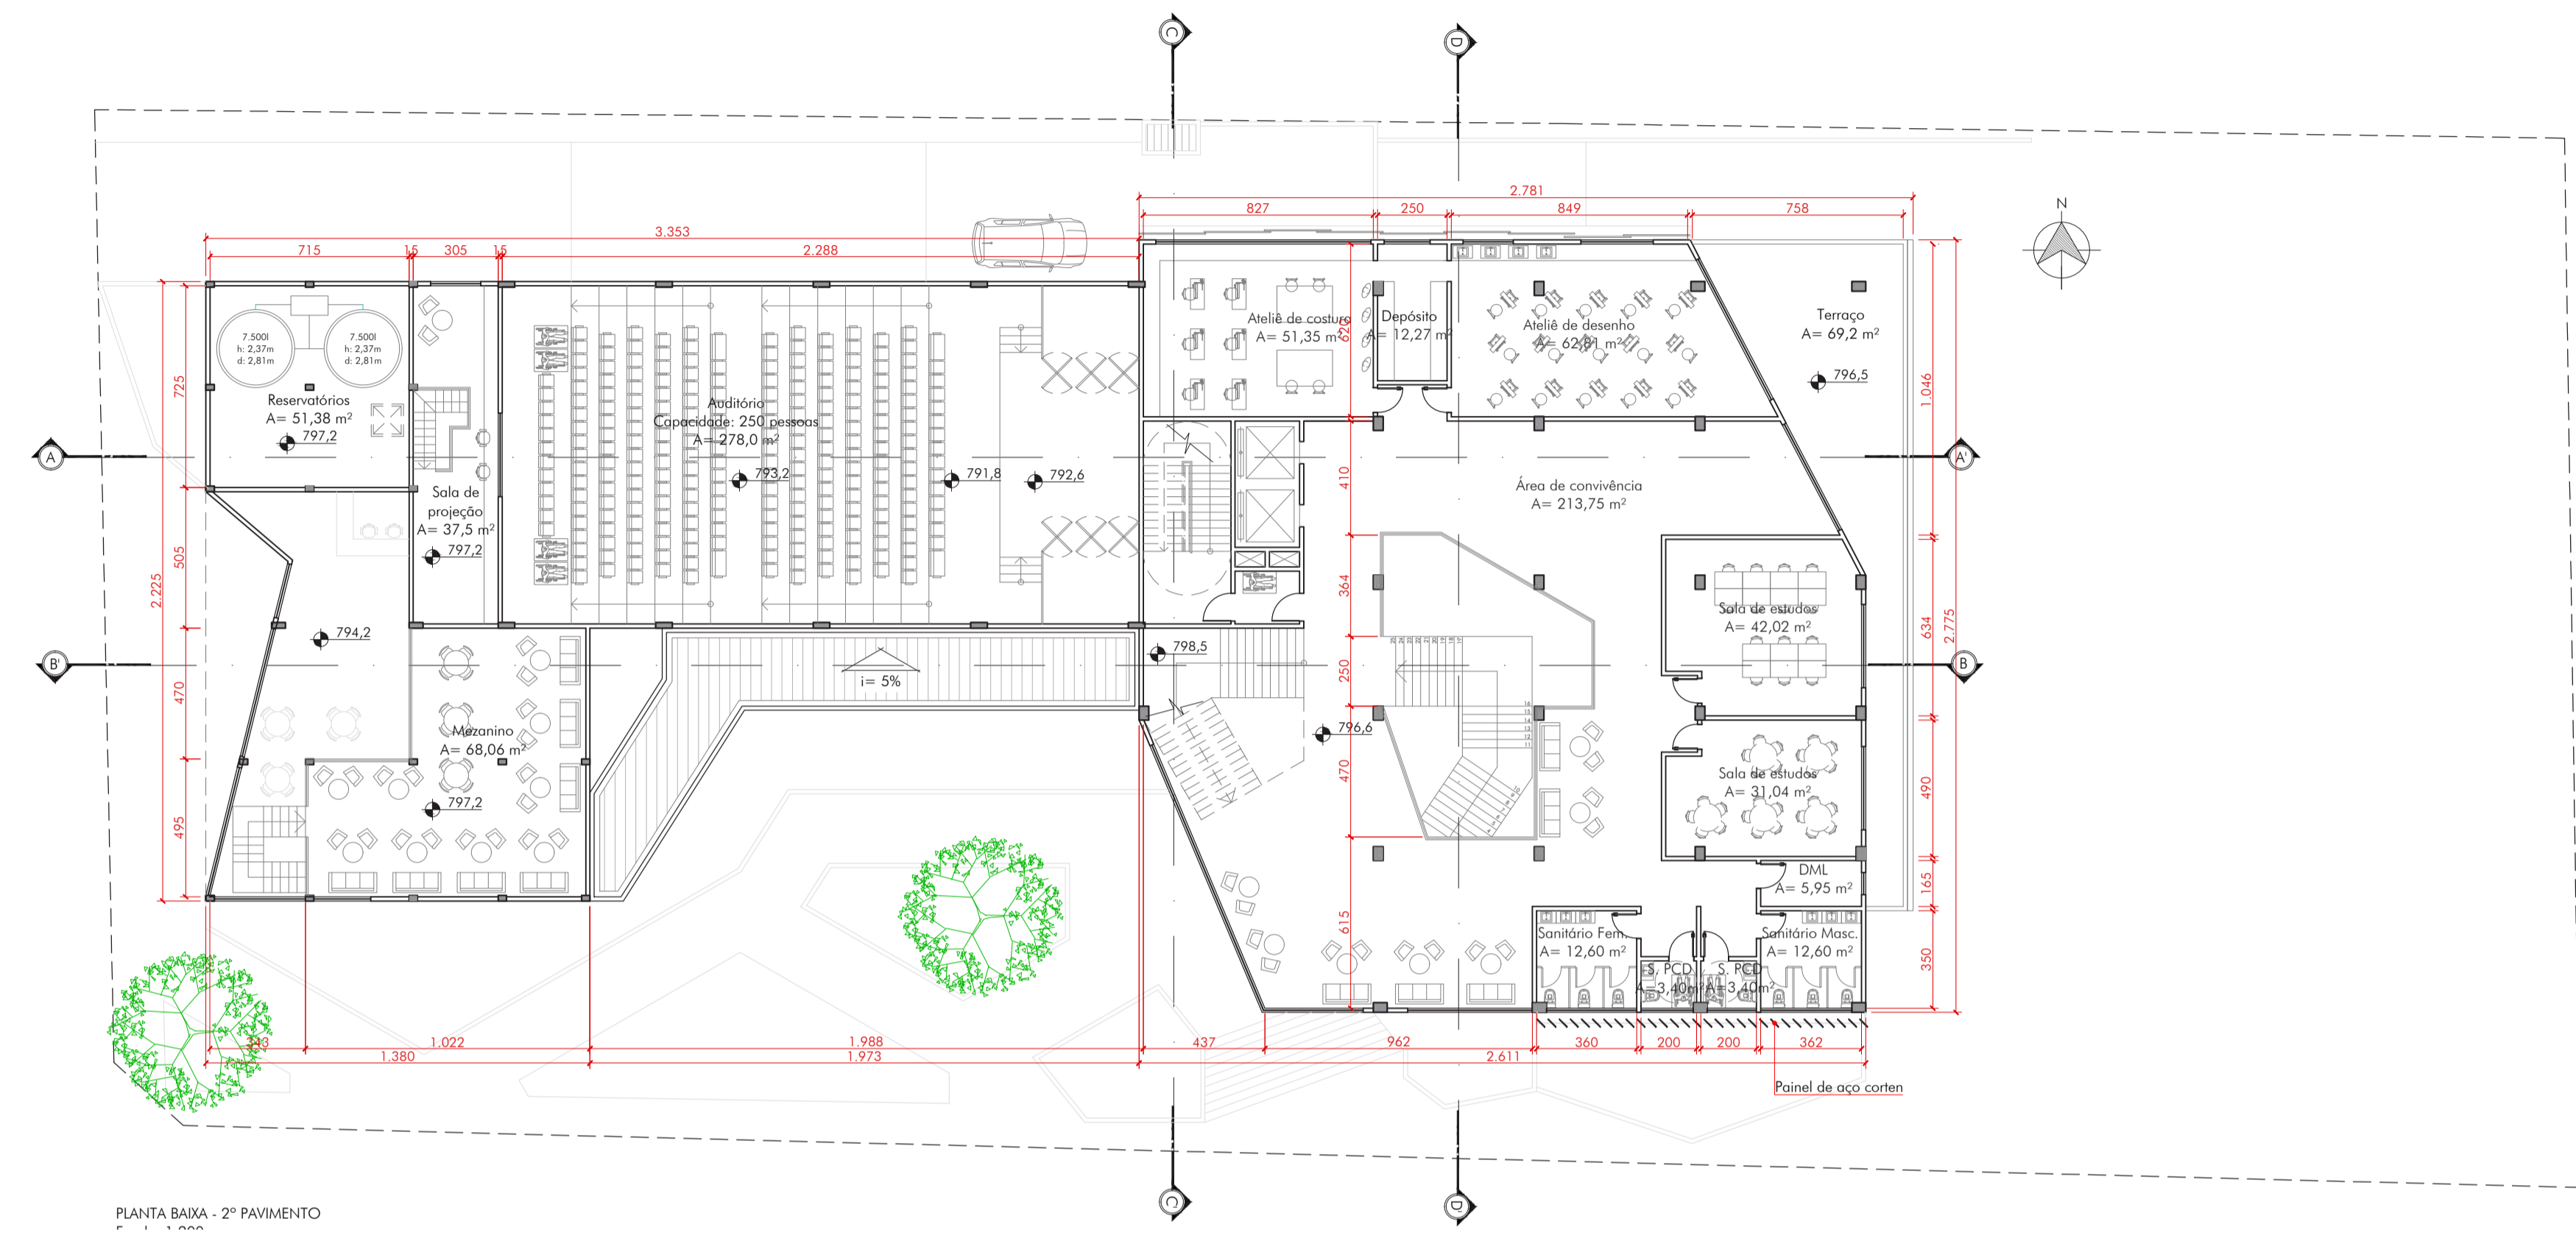 C
D
N
2.781
827
250
849
758
3.353
715
15
305
15
2.288
7.500l
h: 2,37m
d: 2,81m
7.500l
h: 2,37m
d: 2,81m
Reservatórios
A= 51,38 m²
797,2
Sala de
projeção
A= 37,5 m²
797,2
Auditório
Capacidade: 250 pessoas
A= 278,0 m²
793,2
791,8
792,6
Ateliê de costura
A= 51,35 m²
620
Depósito
A= 12,27 m²
Ateliê de desenho
A= 62,81 m²
Terraço
A= 69,2 m²
796,5
A
A'
Área de convivência
A= 213,75 m²
725
505
2.225
470
495
410
364
250
470
615
1.046
634
2.775
490
165
350
794,2
B'
B
i= 5%
798,5
796,6
Mezanino
A= 68,06 m²
797,2
Sala de estudos
A= 42,02 m²
Sala de estudos
A= 31,04 m²
DML
A= 5,95 m²
Sanitário Fem.
A= 12,60 m²
Sanitário Masc.
A= 12,60 m²
S. PCD
A=3,40m²
S. PCD
A=3,40m²
343
1.022
1.988
437
962
360
200
200
362
1.380
1.973
2.611
Painel de aço corten
C'
D'
PLANTA BAIXA - 2º PAVIMENTO